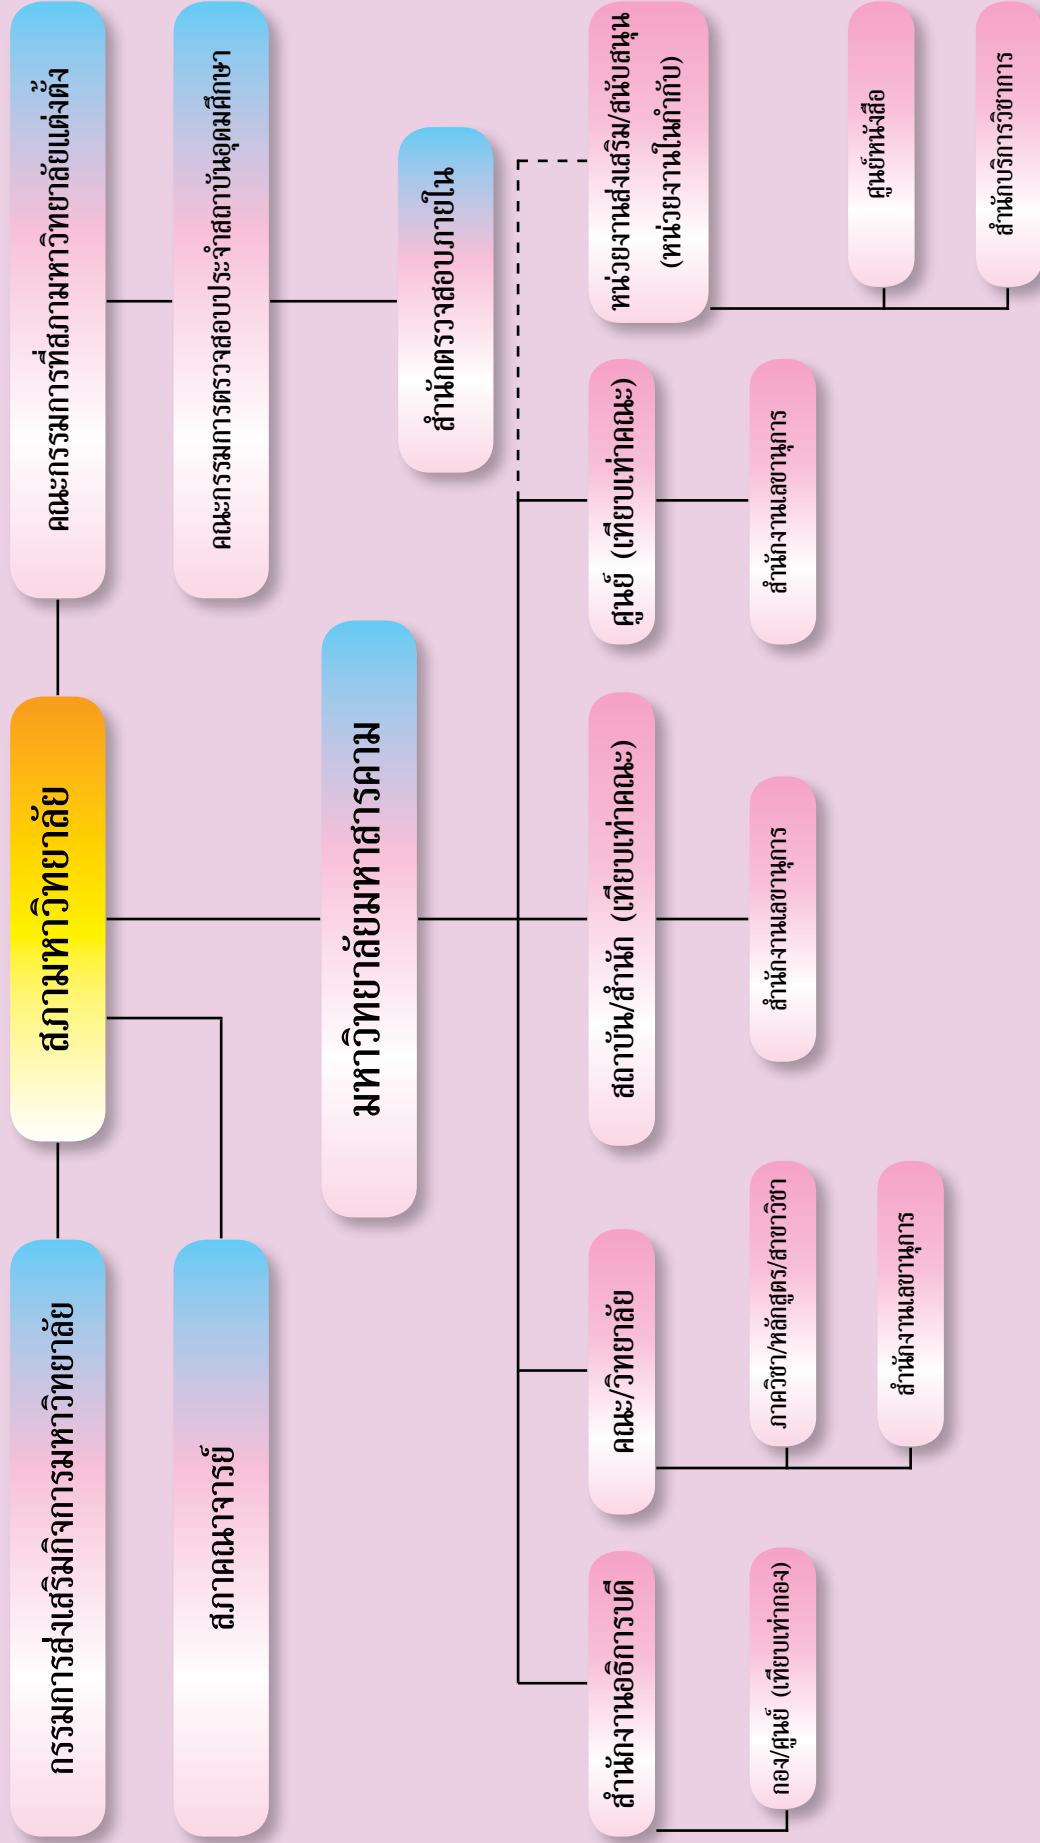 กรรมการส่งเสริมกิจการมหาวิทยาลัย
สภามหาวิทยาลัย
คณะกรรมการที่สภามหาวิทยาลัยแต่งตั้ง
สภาคณาจารย์
คณะกรรมการตรวจสอบประจำสถาบันอุดมศึกษา
มหาวิทยาลัยมหาสารคาม
สำนักตรวจสอบภายใน
สำนักงานอธิการบดี
คณะ/วิทยาลัย
สถาบัน/สำนัก (เทียบเท่าคณะ)
ศูนย์ (เทียบเท่าคณะ)
หน่วยงานส่งเสริม/สนับสนุน
(หน่วยงานในกำกับ)
กอง/ศูนย์ (เทียบเท่ากอง)
ภาควิชา/หลักสูตร/สาขาวิชา
สำนักงานเลขานุการ
สำนักงานเลขานุการ
ศูนย์หนังสือ
สำนักงานเลขานุการ
สำนักบริการวิชาการ